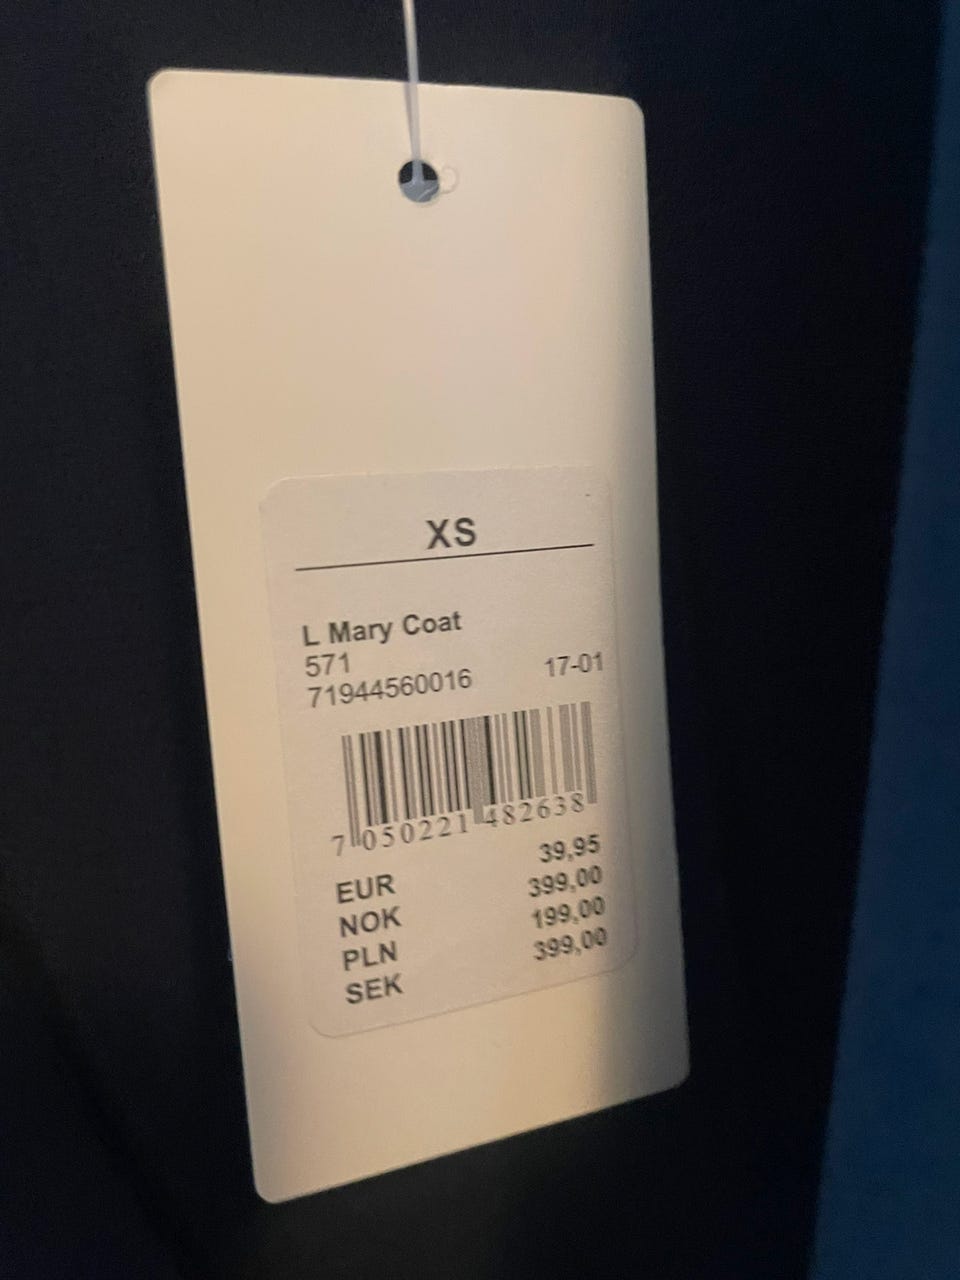 XS
L Mary Coat
571
71944560016 17-01
7 050221 482638
EUR 39,95
NOK 399,00
PLN 199,00
SEK 399,00